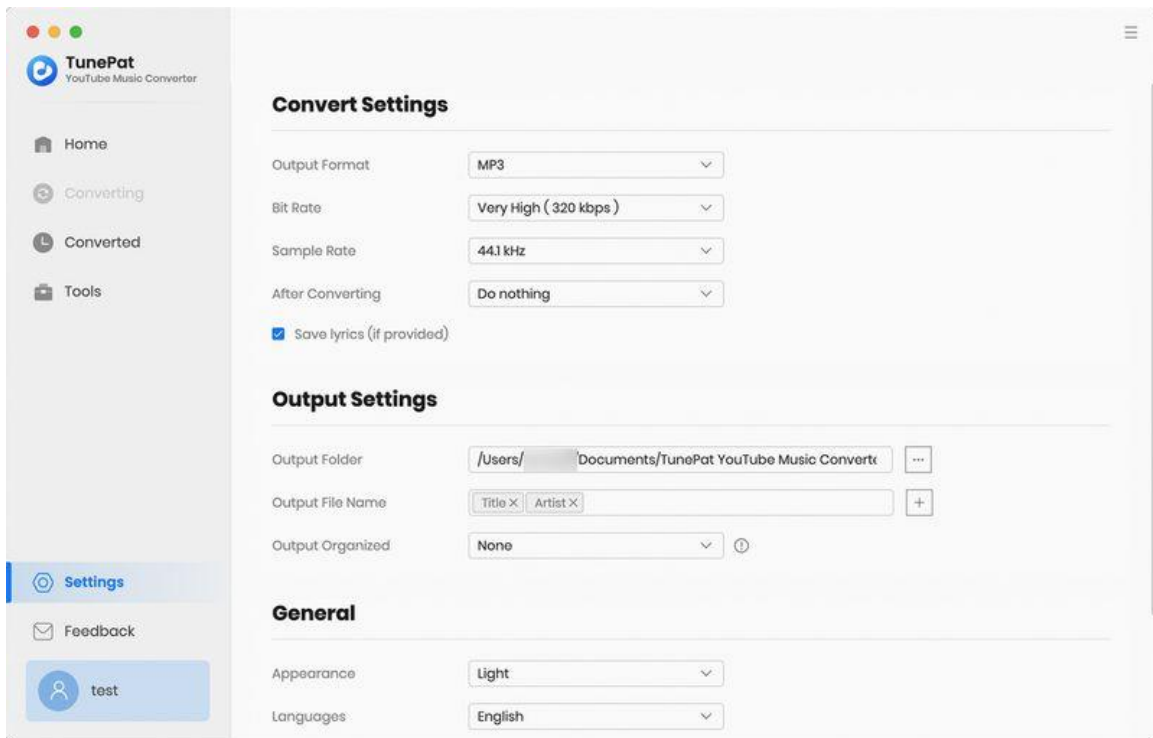 TunePat
YouTube Music Converter
Home
Converting
Converted
Tools
Settings
Feedback
test
Convert Settings
Output Format MP3
Bit Rate Very High ( 320 kbps )
Sample Rate 44.1 kHz
After Converting Do nothing
Save lyrics (if provided)
Output Settings
Output Folder /Users/ /Documents/TunePat YouTube Music Converte
Output File Name Title × Artist ×
Output Organized None
General
Appearance Light
Languages English